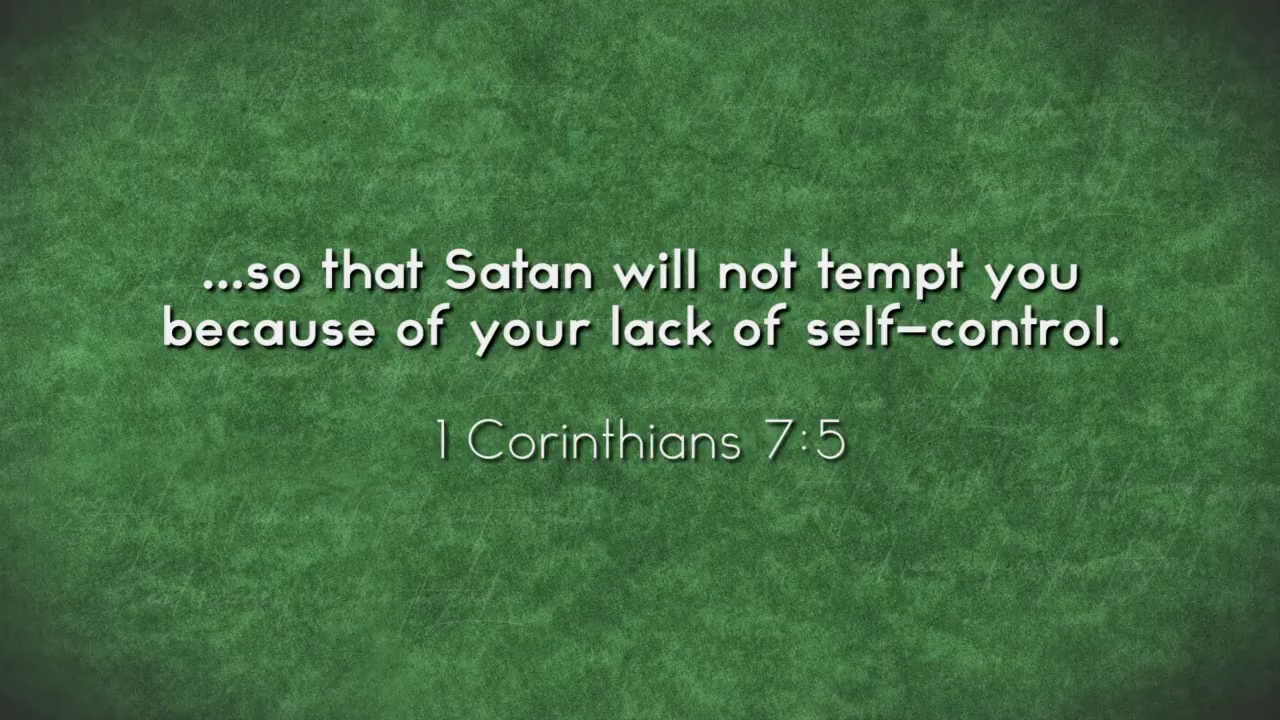 ...so that Satan will not tempt you
because of your lack of self-control.
1 Corinthians 7:5